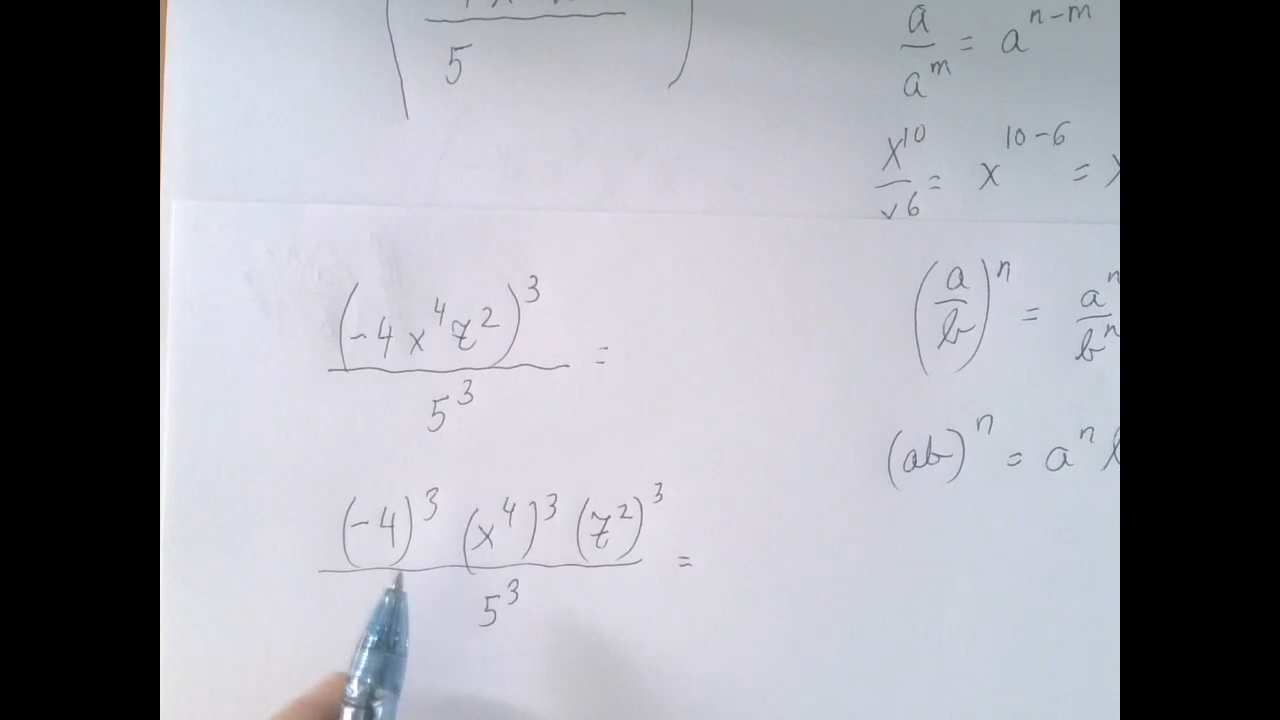 5
a/a^m = a^(n-m)
x^10/6 = x^(10-6) =
(-4x^4z^2)^3/5^3 =
(a/b)^n = a^n/b^n
(ab)^n = a^n
(-4)^3 (x^4)^3 (z^2)^3/5^3 =